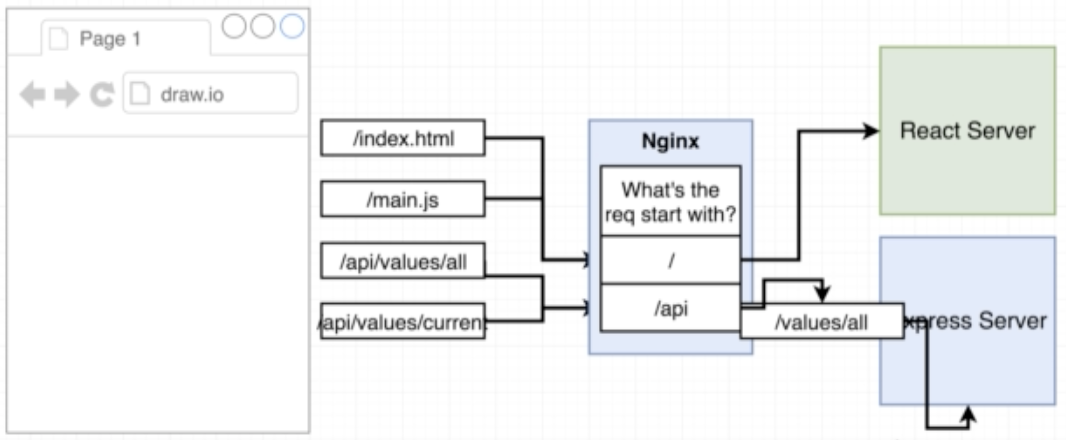 Page 1
draw.io
/index.html
/main.js
/api/values/all
/api/values/curren
Nginx
What's the
req start with?
/
/api
/values/all
React Server
xpress Server